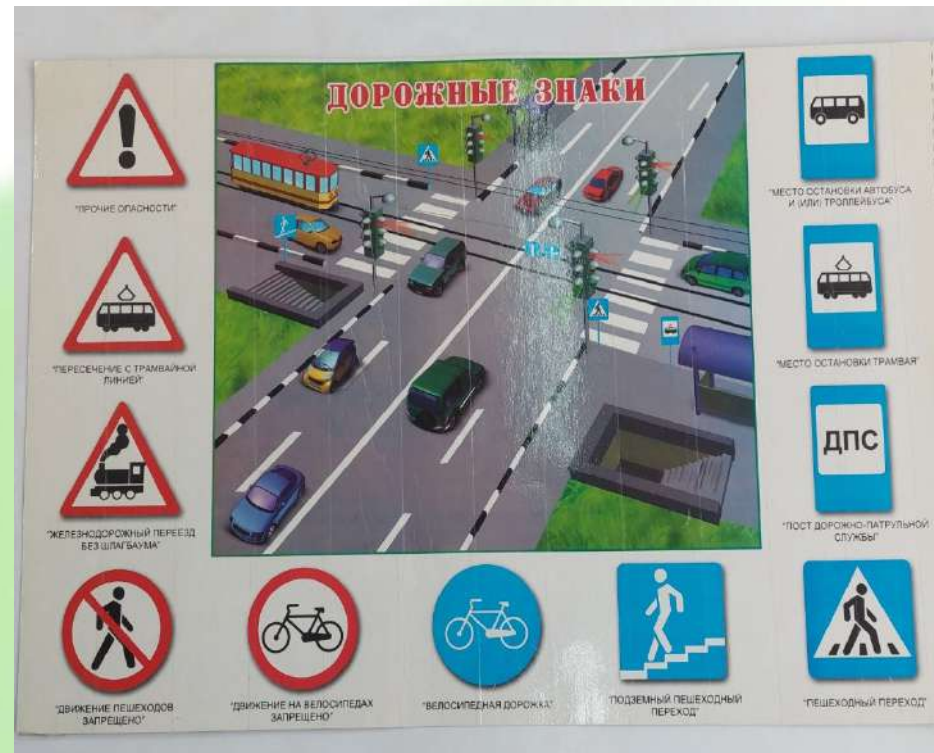 ДОРОЖНЫЕ ЗНАКИ
"ПРОЧИЕ ОПАСНОСТИ"
"ПЕРЕСЕЧЕНИЕ С ТРАМВАЙНОЙ
ЛИНИЕЙ"
"ЖЕЛЕЗНОДОРОЖНЫЙ ПЕРЕЕЗД
БЕЗ ШЛАГБАУМА"
"МЕСТО ОСТАНОВКИ АВТОБУСА
И (ИЛИ) ТРОЛЛЕЙБУСА"
"МЕСТО ОСТАНОВКИ ТРАМВАЯ"
ДПС
"ПОСТ ДОРОЖНО-ПАТРУЛЬНОЙ
СЛУЖБЫ"
"ДВИЖЕНИЕ ПЕШЕХОДОВ
ЗАПРЕЩЕНО"
"ДВИЖЕНИЕ НА ВЕЛОСИПЕДАХ
ЗАПРЕЩЕНО"
"ВЕЛОСИПЕДНАЯ ДОРОЖКА"
"ПОДЗЕМНЫЙ ПЕШЕХОДНЫЙ
ПЕРЕХОД"
"ПЕШЕХОДНЫЙ ПЕРЕХОД"